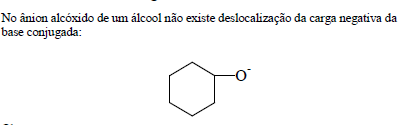 No ânion alcóxido de um álcool não existe deslocalização da carga negativa da
base conjugada:
O-